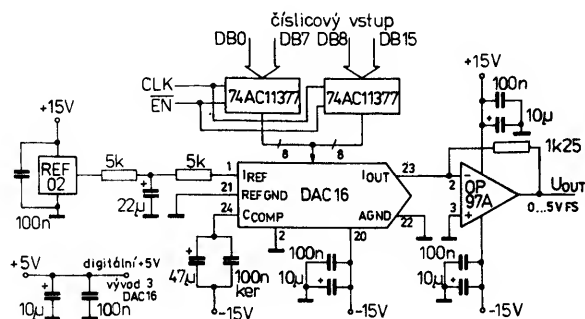 číslicový vstup
DB0 DB7 DB8 DB15
CLK
EN
74AC11377 74AC11377
+15V
100n
10µ
+15V
REF
02
100n
5k
22µ
5k
8 8
1 IREF
21 REFGND
24 CCOMP
DAC16
IOUT 23
AGND 22
2
20
1k25
2 −
3 +
OP
97A
UOUT
0...5V FS
+5V
digitální +5V
vývod 3
DAC16
10µ
100n
47µ
100n
ker
−15V
100n
10µ
−15V
100n
10µ
−15V